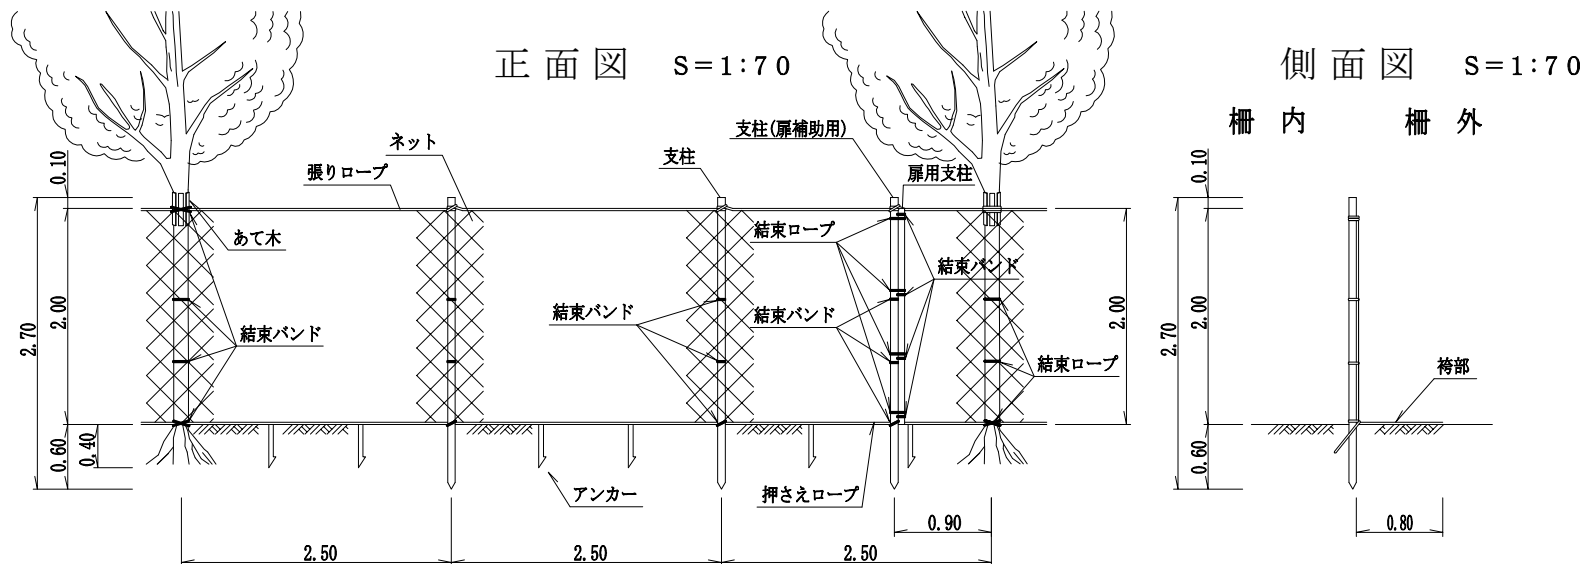 正面図 S=1:70
側面図 S=1:70
柵内 柵外
ネット
支柱(扉補助用)
支柱
張りロープ
扉用支柱
0.10
0.10
あて木
結束ロープ
結束バンド
2.00
2.70
結束バンド
結束バンド
結束バンド
結束ロープ
2.00
2.70
2.00
袴部
0.60
0.40
0.60
アンカー
押さえロープ
0.90
0.80
2.50
2.50
2.50